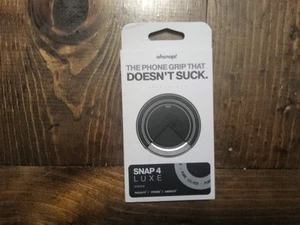 ohsnap!
THE PHONE GRIP THAT
DOESN'T SUCK.
SNAP 4
LUXE